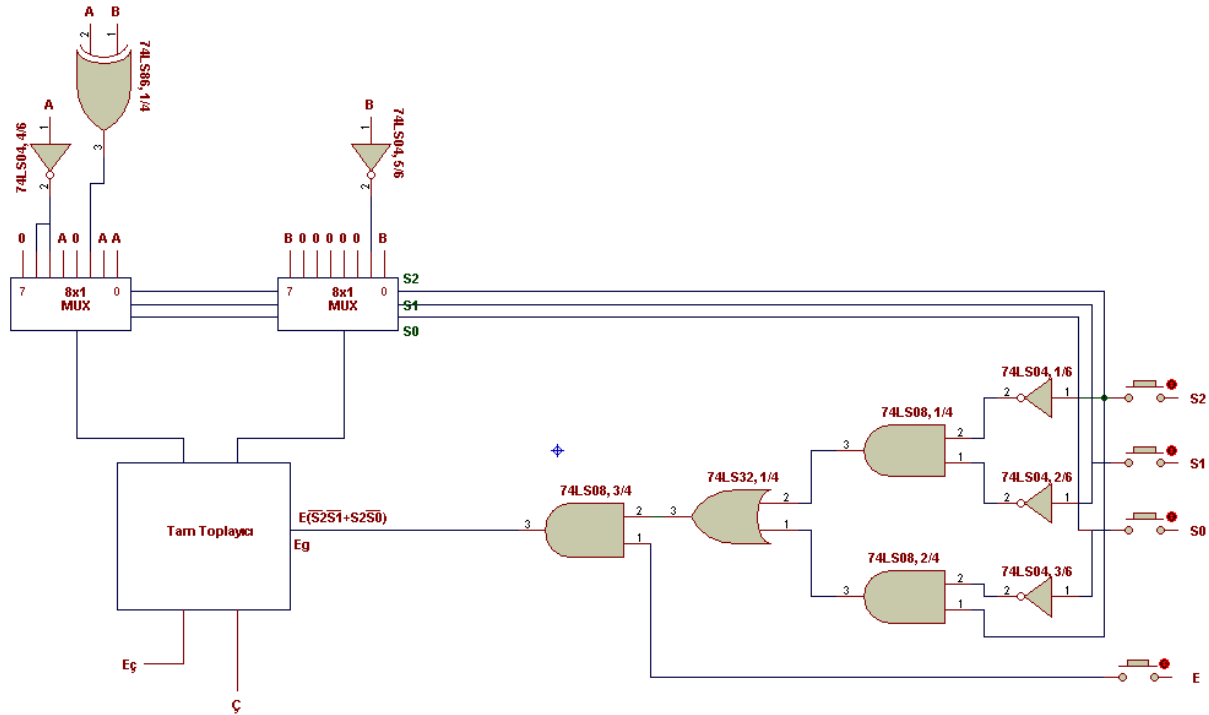 A B
2 1
74LS86, 1/4
3
A
1
74LS04, 4/6
2
B
1
74LS04, 5/6
2
0 A 0 A A
7 8x1 0
MUX
B 0 0 0 0 0 B
7 8x1 0
MUX
S2
S1
S0
74LS04, 1/6
2 1
S2
74LS08, 1/4
3 2
1
74LS04, 2/6
2 1
S1
S0
74LS32, 1/4
3 2
1
74LS08, 3/4
3 2
1
74LS08, 2/4
3 2
1
74LS04, 3/6
2 1
E
Tam Toplayıcı
E(S̅2̅S̅1̅+S2S̅0̅)
Eg
Eç
Ç